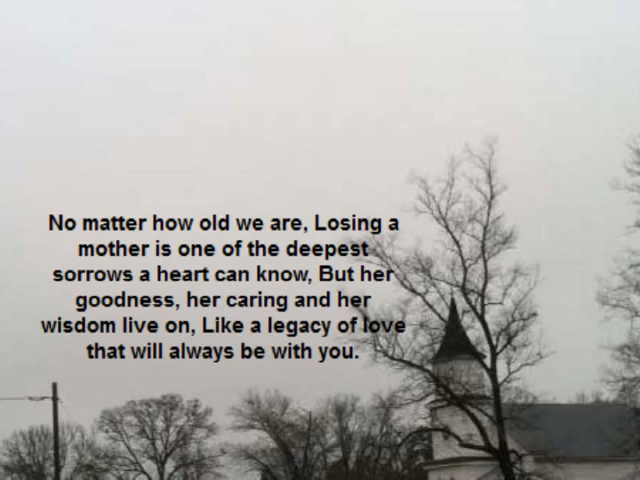 No matter how old we are, Losing a
mother is one of the deepest
sorrows a heart can know, But her
goodness, her caring and her
wisdom live on, Like a legacy of love
that will always be with you.